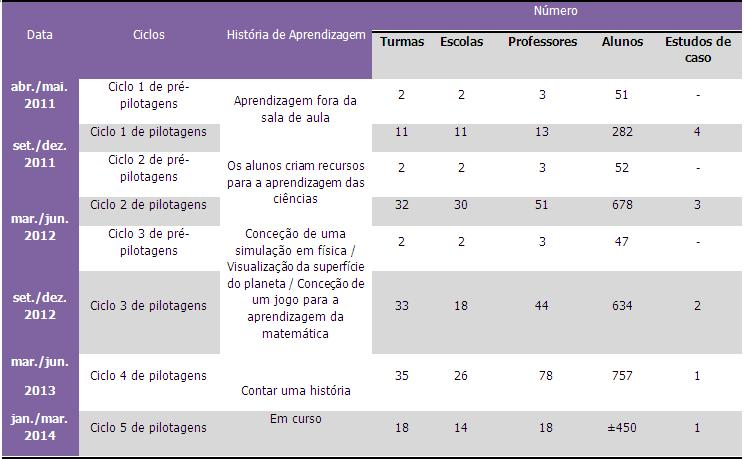 Data
Ciclos
História de Aprendizagem
Número
Turmas
Escolas
Professores
Alunos
Estudos de
caso
abr./mai.
2011
Ciclo 1 de pré-
pilotagens
Aprendizagem fora da
sala de aula
2
2
3
51
-
set./dez.
2011
Ciclo 1 de pilotagens
11
11
13
282
4
Ciclo 2 de pré-
pilotagens
Os alunos criam recursos
para a aprendizagem das
ciências
2
2
3
52
-
mar./jun.
2012
Ciclo 2 de pilotagens
32
30
51
678
3
Ciclo 3 de pré-
pilotagens
Conceção de uma
simulação em física /
Visualização da superfície
do planeta / Conceção de
um jogo para a
aprendizagem da
matemática
2
2
3
47
-
set./dez.
2012
Ciclo 3 de pilotagens
33
18
44
634
2
mar./jun.
2013
Ciclo 4 de pilotagens
Contar uma história
35
26
78
757
1
jan./mar.
2014
Ciclo 5 de pilotagens
Em curso
18
14
18
±450
1